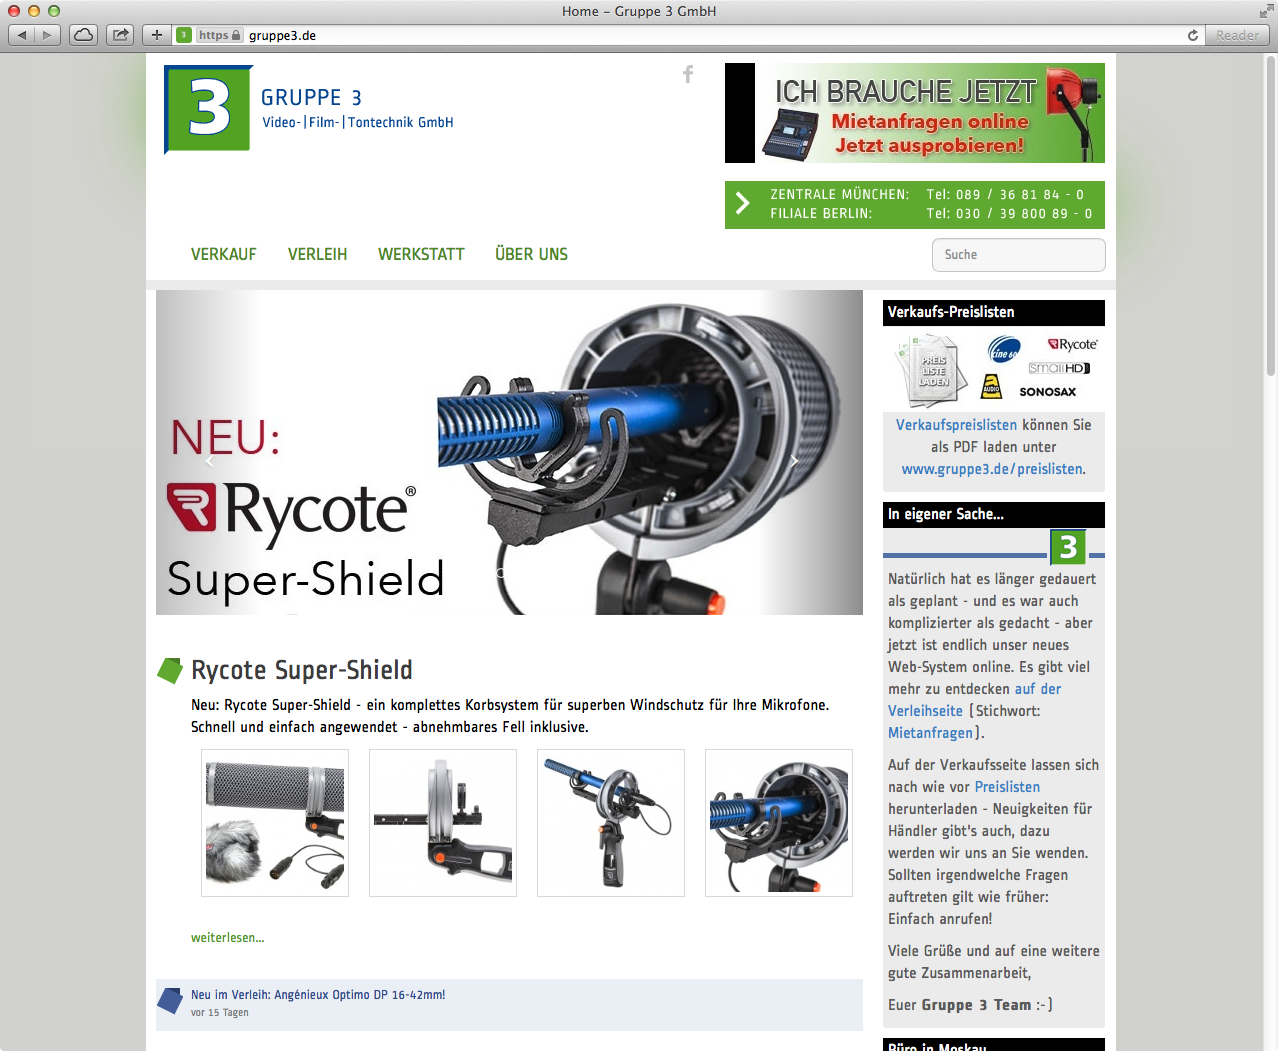 Home – Gruppe 3 GmbH
3
https
gruppe3.de
Reader
3
GRUPPE 3
Video-|Film-|Tontechnik GmbH
ICH BRAUCHE JETZT
Mietanfragen online
Jetzt ausprobieren!
ZENTRALE MÜNCHEN: Tel: 089 / 36 81 84 - 0
FILIALE BERLIN: Tel: 030 / 39 800 89 - 0
VERKAUF VERLEIH WERKSTATT ÜBER UNS
Suche
NEU:
Rycote®
Super-Shield
Rycote Super-Shield
Neu: Rycote Super-Shield - ein komplettes Korbsystem für superben Windschutz für Ihre Mikrofone.
Schnell und einfach angewendet - abnehmbares Fell inklusive.
weiterlesen...
Neu im Verleih: Angénieux Optimo DP 16-42mm!
vor 15 Tagen
Verkaufs-Preislisten
PREIS
LISTE
LADEN
cine 60
Rycote
smallHD
AUDIO
SONOSAX
Verkaufspreislisten können Sie
als PDF laden unter
www.gruppe3.de/preislisten.
In eigener Sache...
3
Natürlich hat es länger gedauert
als geplant - und es war auch
komplizierter als gedacht - aber
jetzt ist endlich unser neues
Web-System online. Es gibt viel
mehr zu entdecken auf der
Verleihseite (Stichwort:
Mietanfragen).
Auf der Verkaufsseite lassen sich
nach wie vor Preislisten
herunterladen - Neuigkeiten für
Händler gibt's auch, dazu
werden wir uns an Sie wenden.
Sollten irgendwelche Fragen
auftreten gilt wie früher:
Einfach anrufen!
Viele Grüße und auf eine weitere
gute Zusammenarbeit,
Euer Gruppe 3 Team :-)
Büro in Moskau